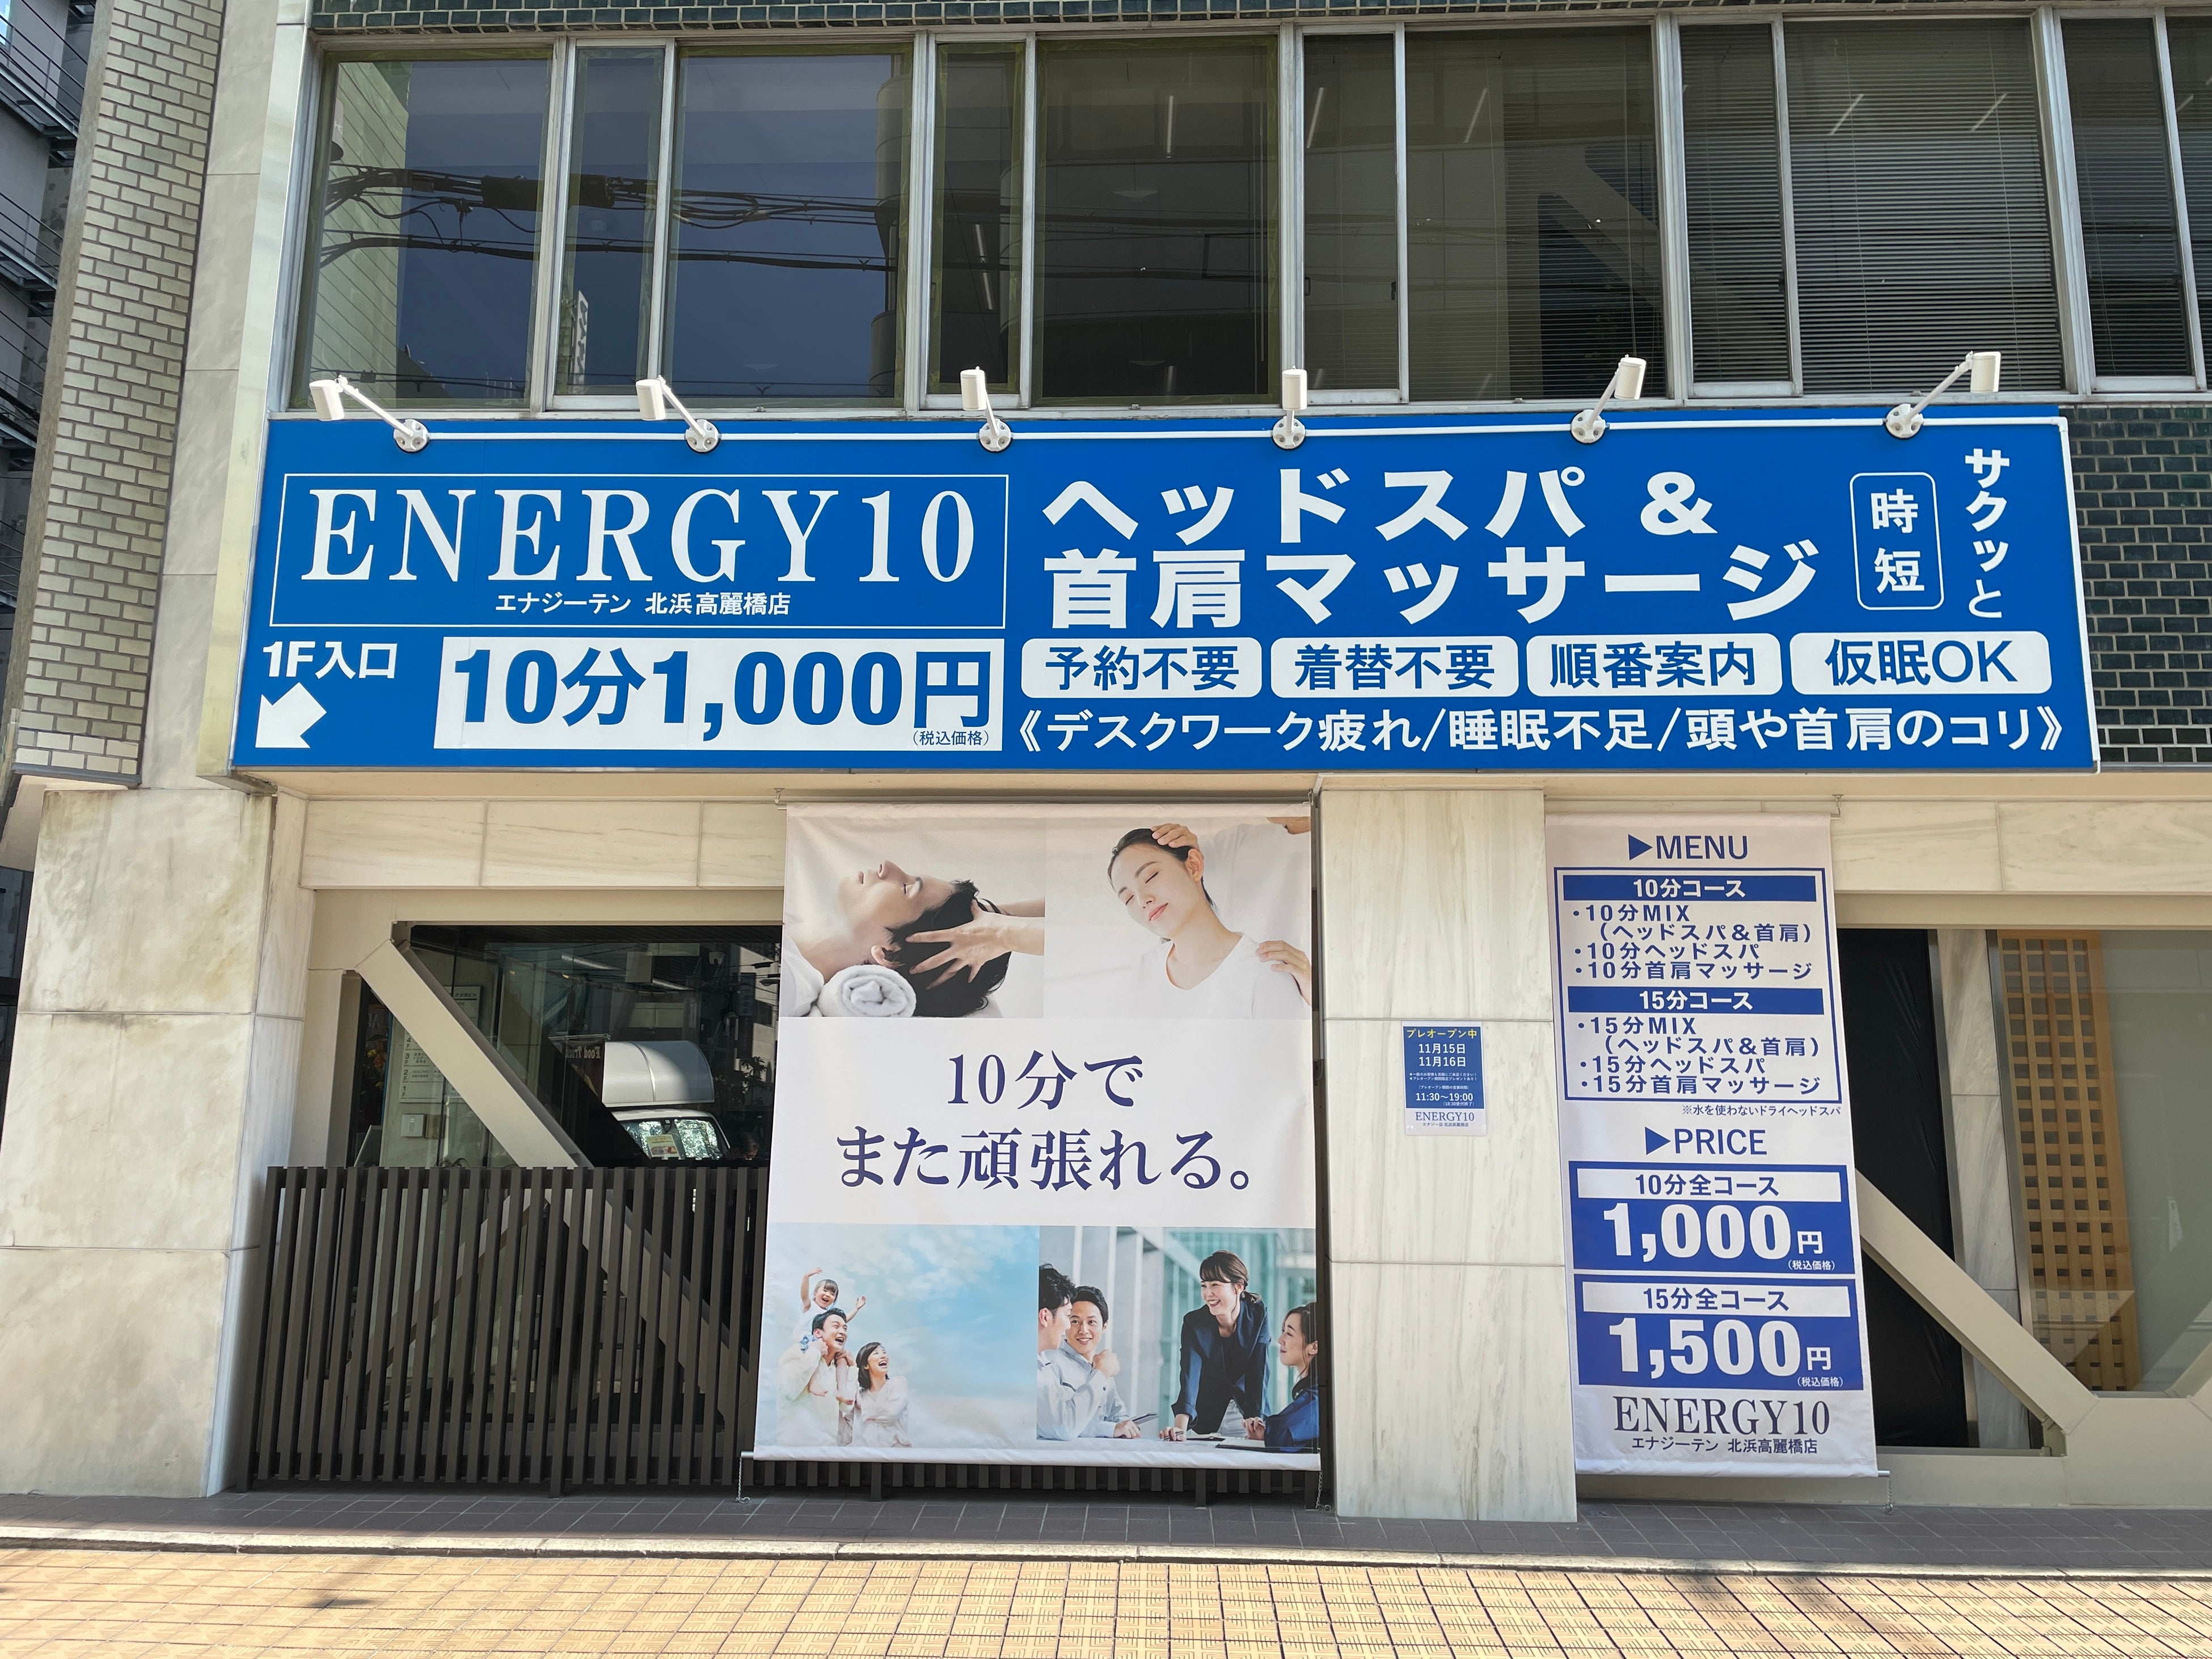 ENERGY10
エナジーテン 北浜高麗橋店
1F入口
10分1,000円
(税込価格)
ヘッドスパ &
首肩マッサージ
時短
サクッと
予約不要
着替不要
順番案内
仮眠OK
《デスクワーク疲れ/睡眠不足/頭や首肩のコリ》
10分で
また頑張れる。
プレオープン中
11月15日
11月16日
11:30～19:00
ENERGY10
▶MENU
10分コース
・10分MIX
(ヘッドスパ&首肩)
・10分ヘッドスパ
・10分首肩マッサージ
15分コース
・15分MIX
(ヘッドスパ&首肩)
・15分ヘッドスパ
・15分首肩マッサージ
※水を使わないドライヘッドスパ
▶PRICE
10分全コース
1,000円
(税込価格)
15分全コース
1,500円
(税込価格)
ENERGY10
エナジーテン 北浜高麗橋店